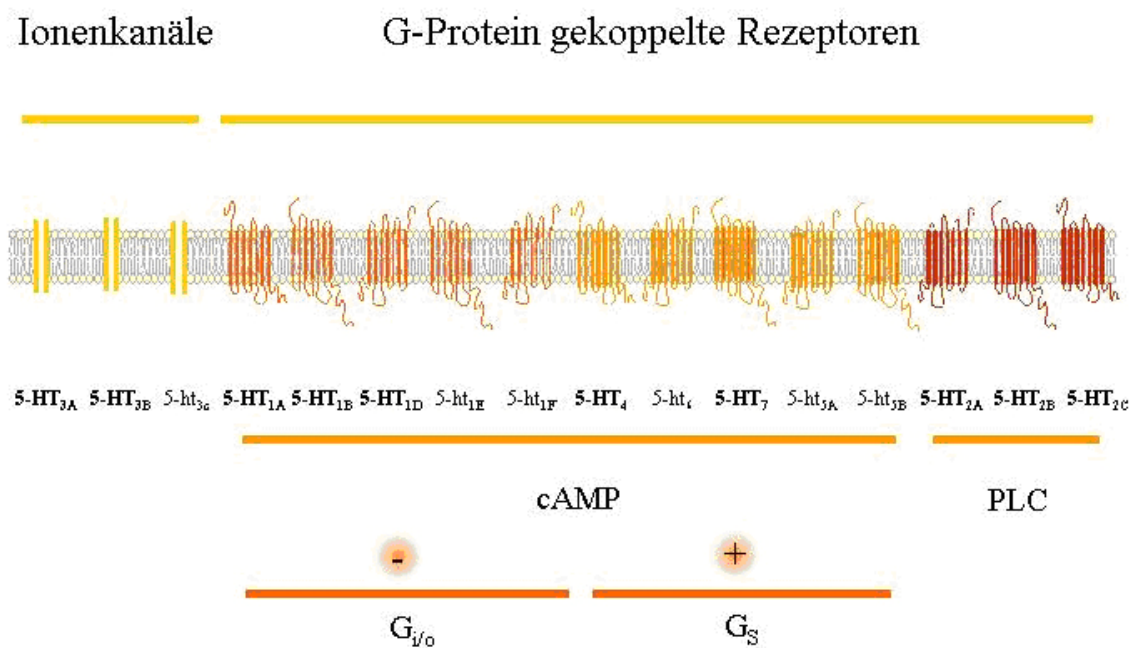 Ionenkanäle G-Protein gekoppelte Rezeptoren
5-HT3A 5-HT3B 5-ht3c 5-HT1A 5-HT1B 5-HT1D 5-ht1E 5-ht1F 5-HT4 5-ht6 5-HT7 5-ht5A 5-ht5B 5-HT2A 5-HT2B 5-HT2C
cAMP PLC
- +
Gi/o GS